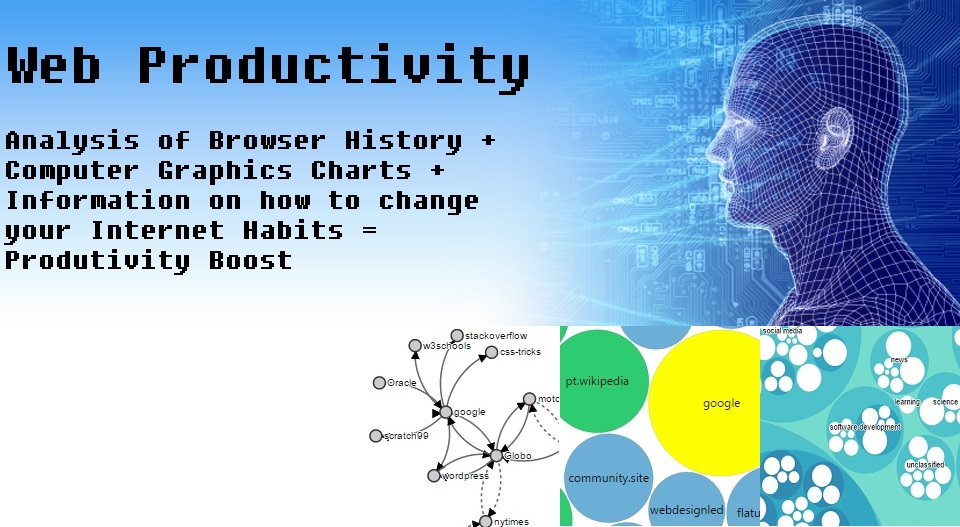 Web Productivity
Analysis of Browser History +
Computer Graphics Charts +
Information on how to change
your Internet Habits =
Produtivity Boost
stackoverflow
w3schools
css-tricks
Oracle
google
scratch99
Globo
wordpress
nytimes
pt.wikipedia
google
community.site
webdesignled
social media
news
learning
science
software development
unclassified